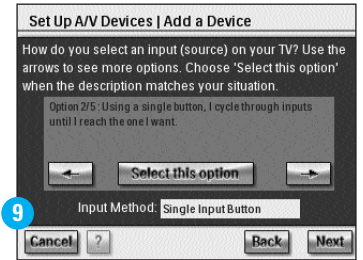 Set Up A/V Devices | Add a Device
How do you select an input (source) on your TV? Use the
arrows to see more options. Choose 'Select this option'
when the description matches your situation.
Option 2/5: Using a single button, I cycle through inputs
until I reach the one I want.
Select this option
9
Input Method: Single Input Button
Cancel ? Back Next